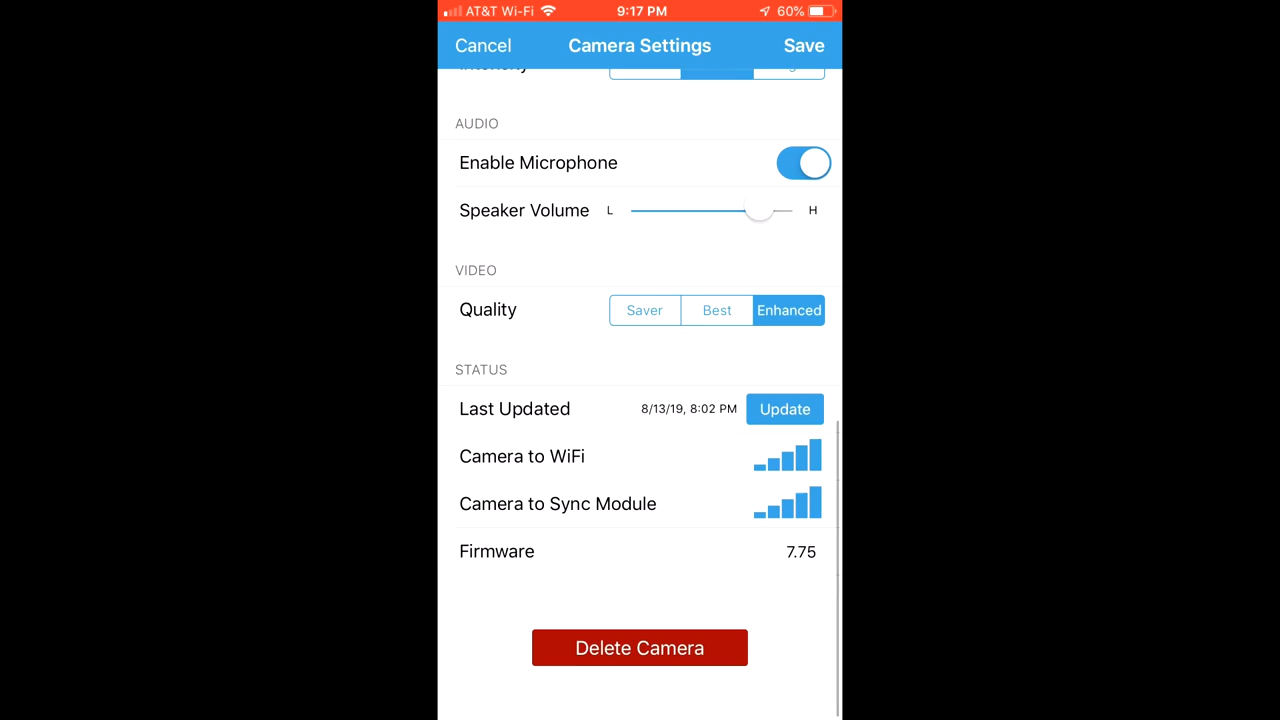 AT&T Wi-Fi 9:17 PM 60%
Cancel Camera Settings Save
Intensity
AUDIO
Enable Microphone
Speaker Volume L H
VIDEO
Quality Saver Best Enhanced
STATUS
Last Updated 8/13/19, 8:02 PM Update
Camera to WiFi
Camera to Sync Module
Firmware 7.75
Delete Camera